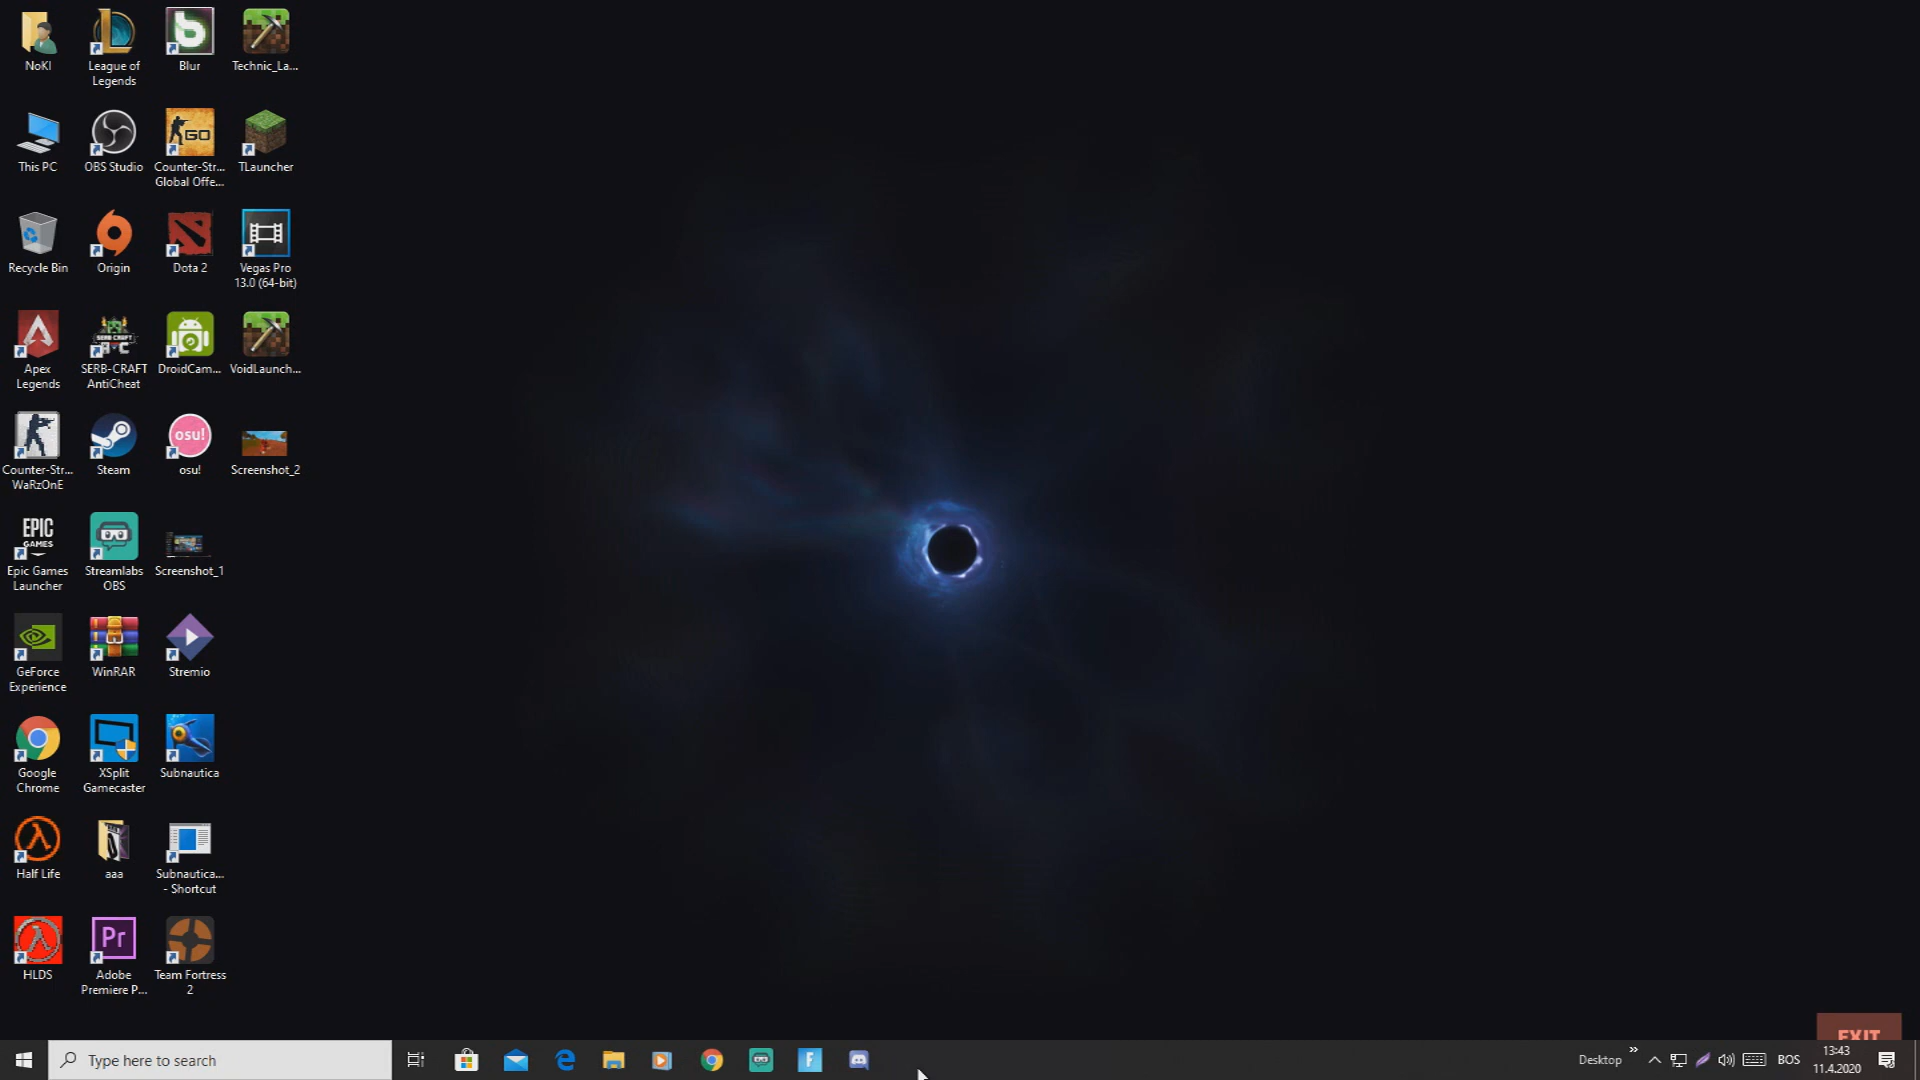 NoKI
League of
Legends
Blur
Technic_La...
This PC
OBS Studio
GO
Counter-Str...
Global Offe...
TLauncher
Recycle Bin
Origin
Dota 2
Vegas Pro
13.0 (64-bit)
Apex
Legends
SERB CRAFT
SERB-CRAFT
AntiCheat
DroidCam...
VoidLaunch...
Counter-Str...
WaRzOnE
Steam
osu!
osu!
Screenshot_2
EPIC
GAMES
Epic Games
Launcher
Streamlabs
OBS
Screenshot_1
GeForce
Experience
WinRAR
Stremio
Google
Chrome
XSplit
Gamecaster
Subnautica
Half Life
aaa
Subnautica...
- Shortcut
HLDS
Pr
Adobe
Premiere P...
Team Fortress
2
EXIT
Type here to search
Desktop
BOS
13:43
11.4.2020